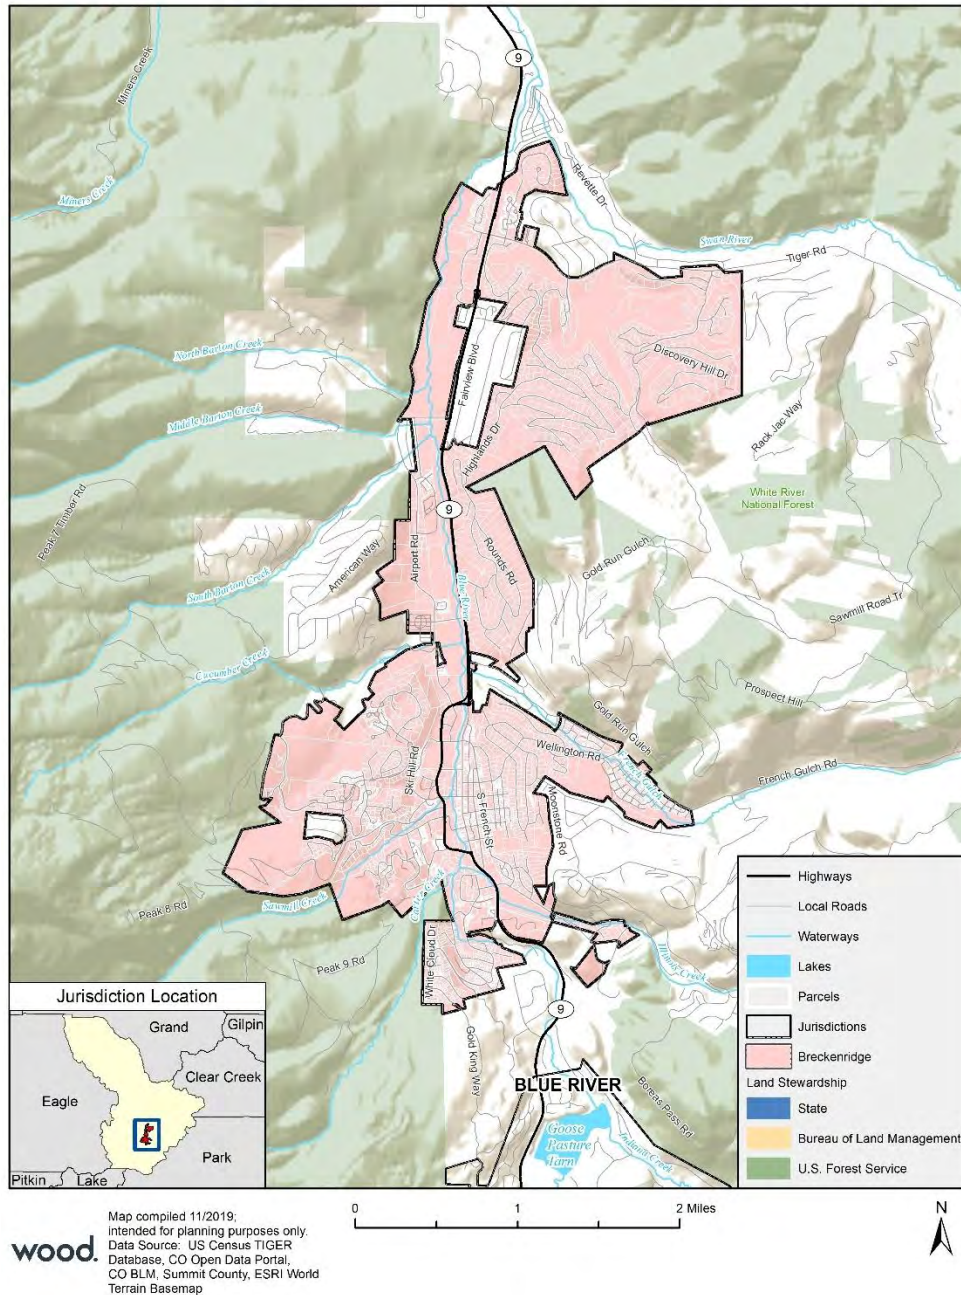 9
Miners Creek
Miners Creek
Revette Dr
Swan River
Tiger Rd
North Barton Creek
Fairview Blvd
Discovery Hill Dr
Middle Barton Creek
Highlands Dr
Rack Jac Way
Peak 7 Timber Rd
White River
National Forest
9
American Way
Airport Rd
Rounds Rd
Gold Run Gulch
South Barton Creek
Blue River
Sawmill Road Tr
Cucumber Creek
Prospect Hill
Gold Run Gulch
Wellington Rd
French Gulch
French Gulch Rd
Ski Hill Rd
S French St
Moonstone Rd
Sawmill Creek
Peak 8 Rd
White Cloud Dr
Illinois Creek
Peak 9 Rd
9
Gold King Way
BLUE RIVER
Boreas Pass Rd
Goose
Pasture
Tarn
Indiana Creek
Highways
Local Roads
Waterways
Lakes
Parcels
Jurisdictions
Breckenridge
Land Stewardship
State
Bureau of Land Management
U.S. Forest Service
Jurisdiction Location
Grand
Gilpin
Clear Creek
Eagle
Park
Pitkin
Lake
0 1 2 Miles
N
wood.
Map compiled 11/2019;
intended for planning purposes only.
Data Source: US Census TIGER
Database, CO Open Data Portal,
CO BLM, Summit County, ESRI World
Terrain Basemap